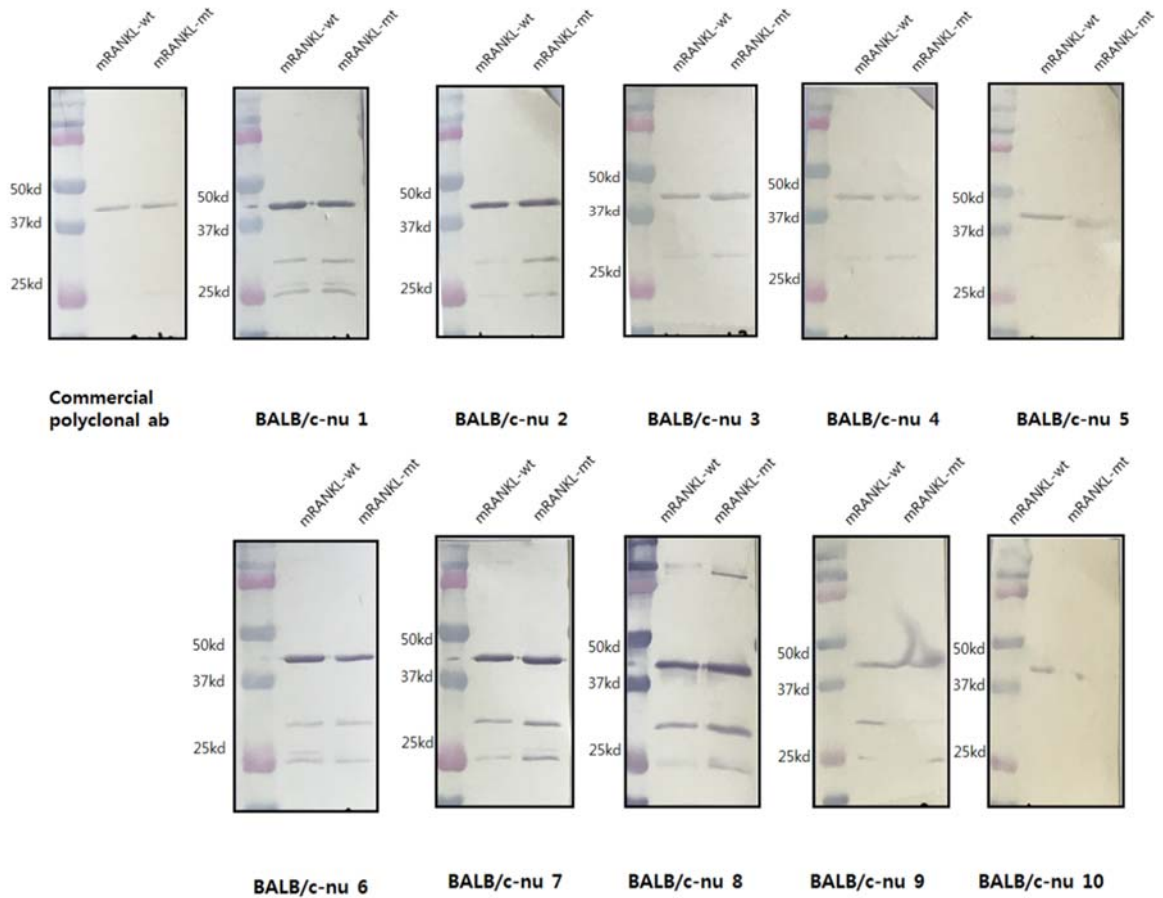 mRANKL-wt mRANKL-mt mRANKL-wt mRANKL-mt mRANKL-wt mRANKL-mt mRANKL-wt mRANKL-mt mRANKL-wt mRANKL-mt mRANKL-wt mRANKL-mt
50kd 50kd 50kd 50kd 50kd 50kd
37kd 37kd 37kd 37kd 37kd 37kd
25kd 25kd 25kd 25kd 25kd 25kd
Commercial
polyclonal ab
BALB/c-nu 1 BALB/c-nu 2 BALB/c-nu 3 BALB/c-nu 4 BALB/c-nu 5
mRANKL-wt mRANKL-mt mRANKL-wt mRANKL-mt mRANKL-wt mRANKL-mt mRANKL-wt mRANKL-mt mRANKL-wt mRANKL-mt
50kd 50kd 50kd 50kd 50kd
37kd 37kd 37kd 37kd 37kd
25kd 25kd 25kd 25kd 25kd
BALB/c-nu 6 BALB/c-nu 7 BALB/c-nu 8 BALB/c-nu 9 BALB/c-nu 10